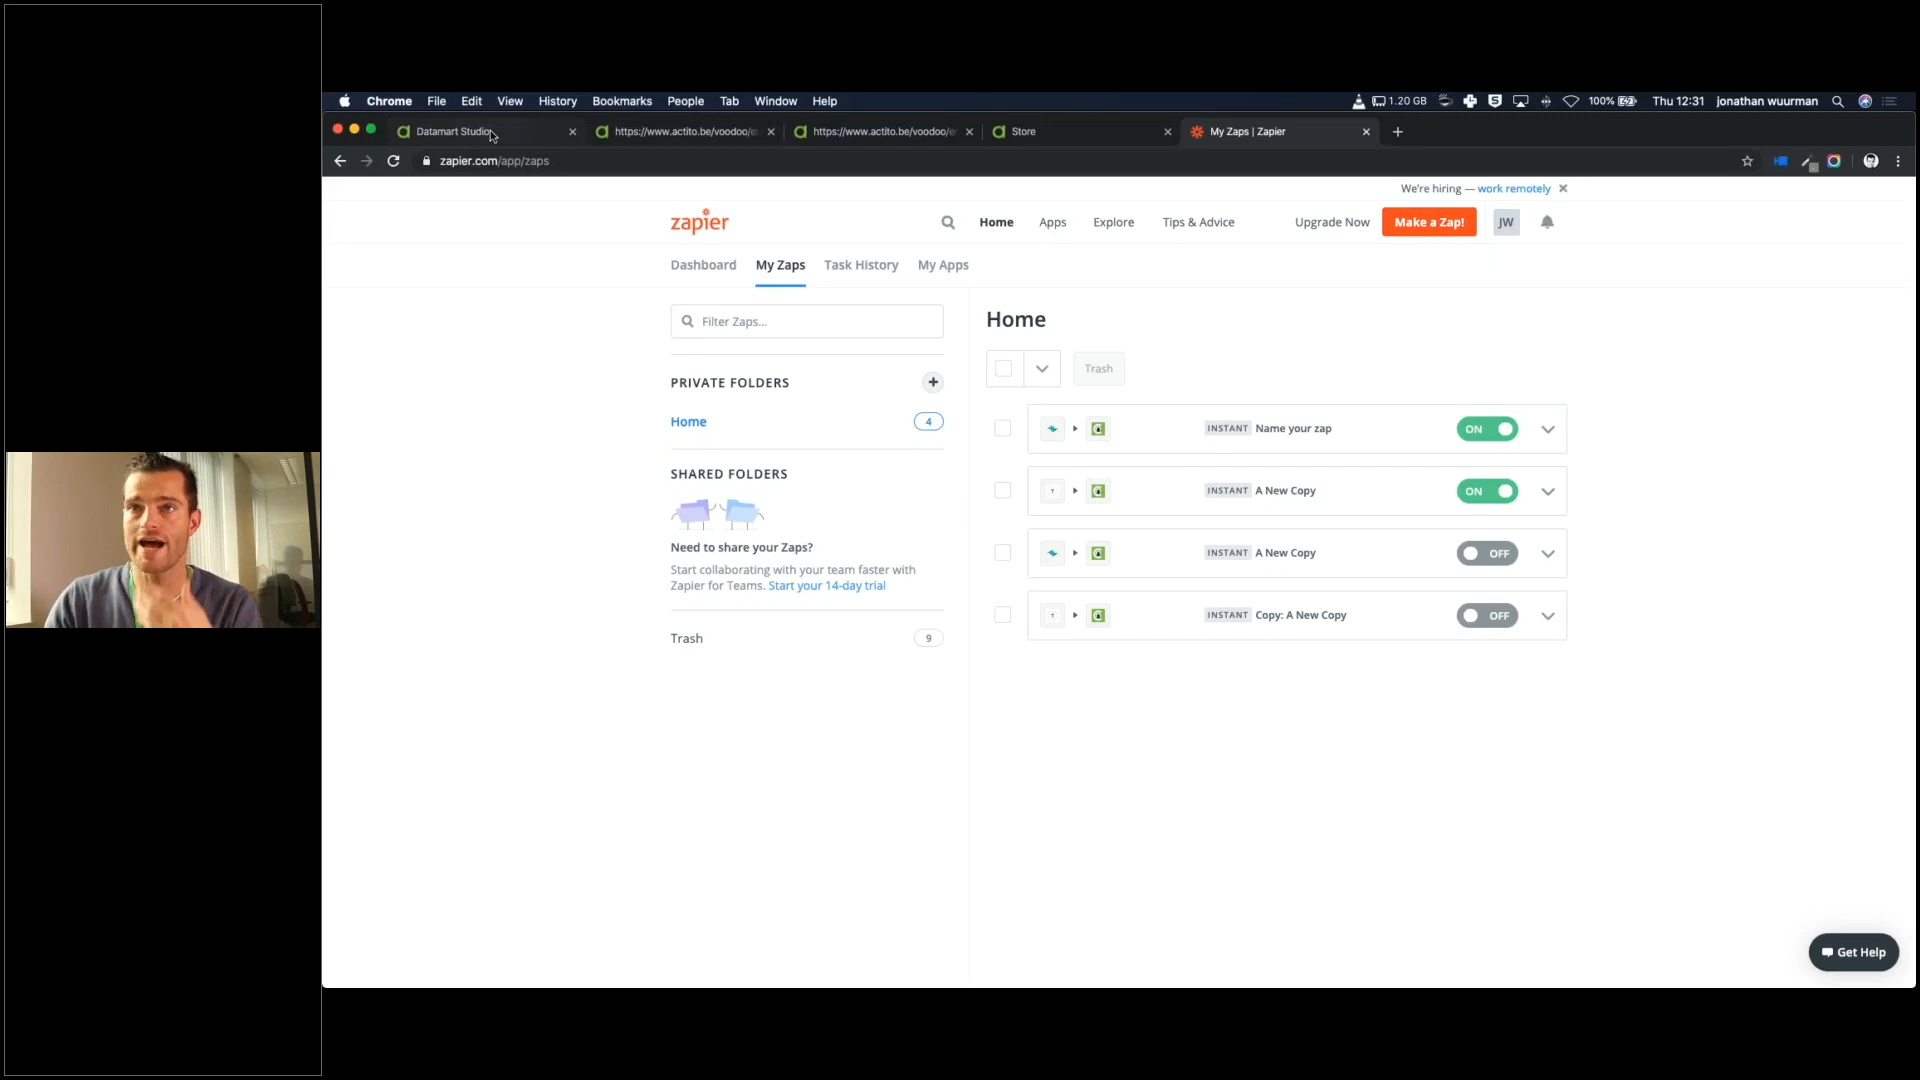 Chrome File Edit View History Bookmarks People Tab Window Help 1.20 GB 100% Thu 12:31 jonathan wuurman
Datamart Studio https://www.actito.be/voodoo/e https://www.actito.be/voodoo/e Store My Zaps | Zapier
zapier.com/app/zaps
We're hiring — work remotely
zapier Home Apps Explore Tips & Advice Upgrade Now Make a Zap! JW
Dashboard My Zaps Task History My Apps
Filter Zaps...
Home
Trash
PRIVATE FOLDERS
Home 4
INSTANT Name your zap ON
SHARED FOLDERS
INSTANT A New Copy ON
Need to share your Zaps?
Start collaborating with your team faster with
Zapier for Teams. Start your 14-day trial
INSTANT A New Copy OFF
INSTANT Copy: A New Copy OFF
Trash 9
Get Help